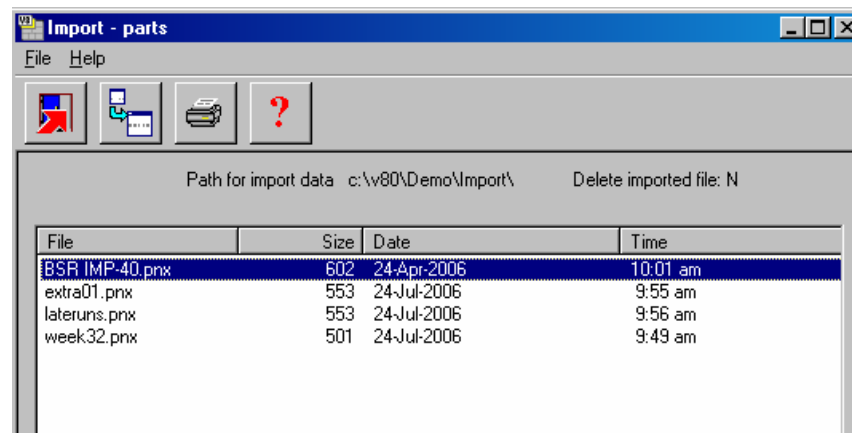 Import - parts
File Help
?
Path for import data c:\v80\Demo\Import\ Delete imported file: N
File Size Date Time
BSR IMP-40.pnx 602 24-Apr-2006 10:01 am
extra01.pnx 553 24-Jul-2006 9:55 am
lateruns.pnx 553 24-Jul-2006 9:56 am
week32.pnx 501 24-Jul-2006 9:49 am